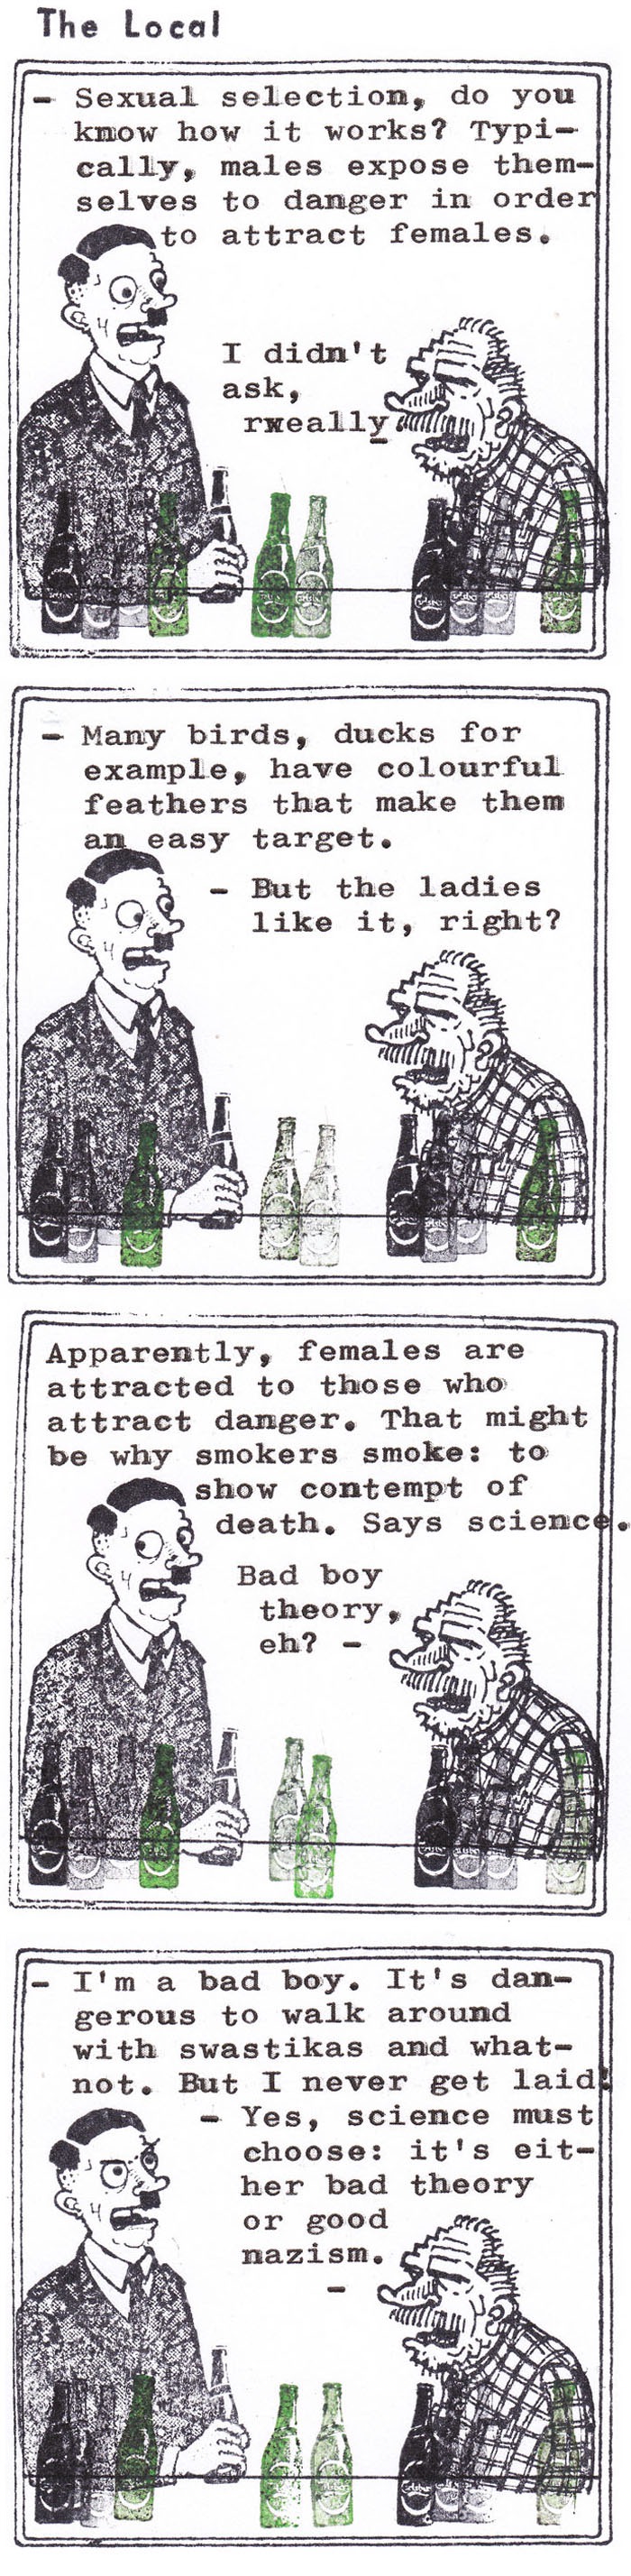 The Local
- Sexual selection, do you
know how it works? Typi-
cally, males expose them-
selves to danger in order
to attract females.
I didn't
ask,
rweally
- Many birds, ducks for
example, have colourful
feathers that make them
an easy target.
- But the ladies
like it, right?
Apparently, females are
attracted to those who
attract danger. That might
be why smokers smoke: to
show contempt of
death. Says science.
Bad boy
theory,
eh? -
- I'm a bad boy. It's dan-
gerous to walk around
with swastikas and what-
not. But I never get laid!
- Yes, science must
choose: it's eit-
her bad theory
or good
nazism.
-